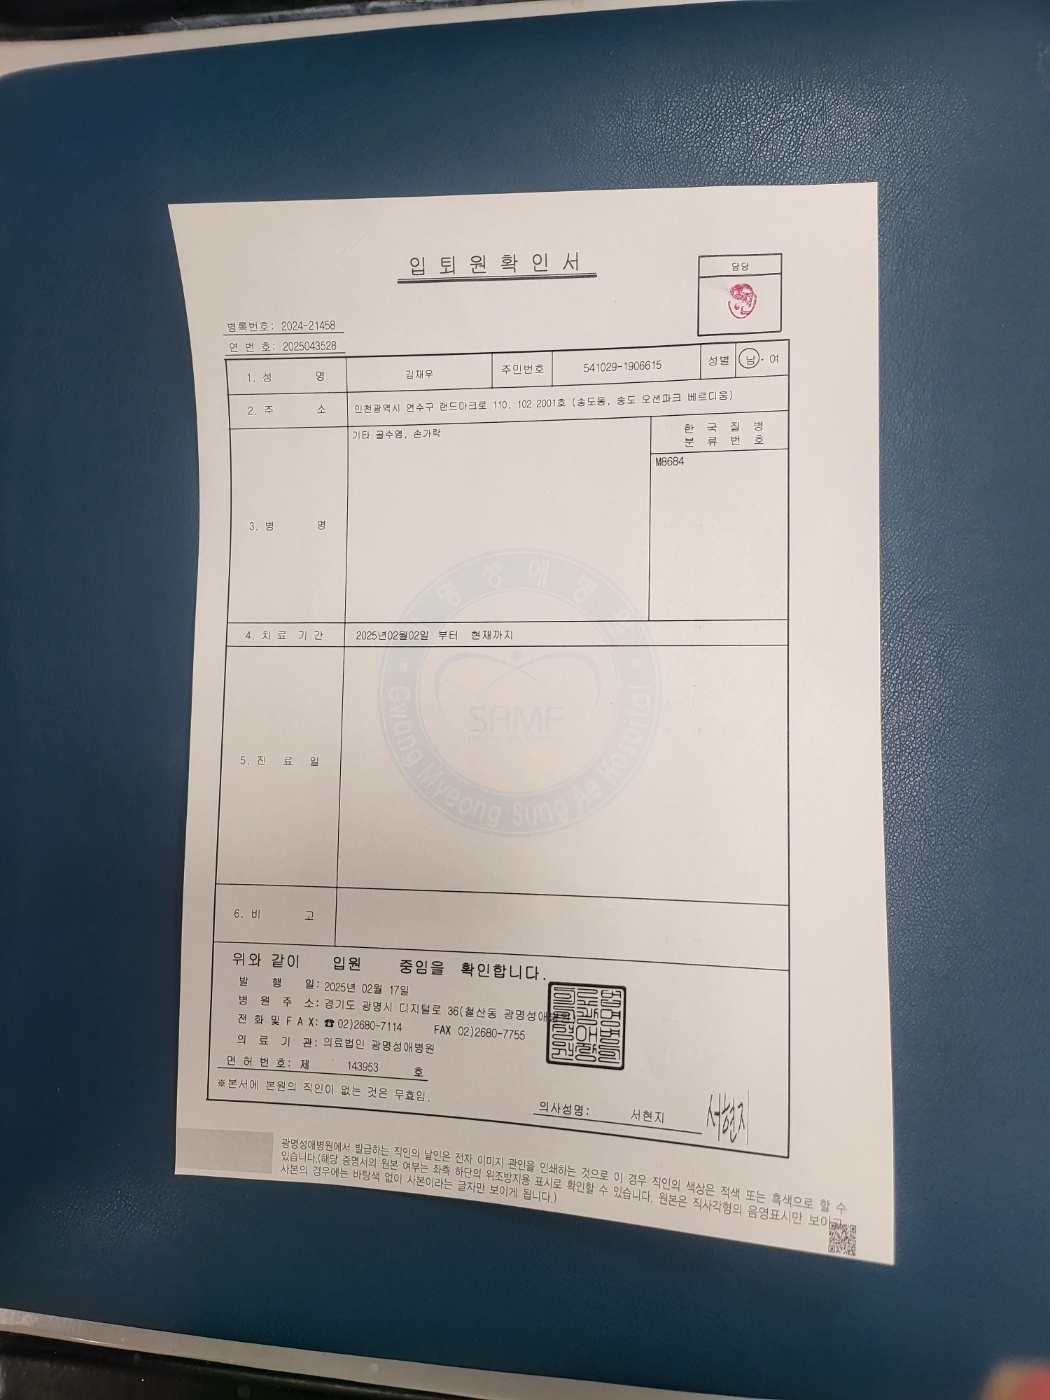 입 퇴 원 확 인 서
담당
병록번호: 2024-21458
연 번 호: 2025043528
1. 성 명 김재우 주민번호 541029-1906615 성별 남 · 여
2. 주 소 인천광역시 연수구 랜드마크로 110, 102 2001호 (송도동, 송도 오션파크 베르디움)
3. 병 명 기타 골수염, 손가락
한 국 질 병
분 류 번 호
M8684
4. 치 료 기 간 2025년02월02일 부터 현재까지
5. 진 료 일
6. 비 고
명성애병원
SAMF
Gwang Myeong Sung Ae Hospital
위와 같이 입원 중임을 확인합니다.
발 행 일: 2025년 02월 17일
병 원 주 소: 경기도 광명시 디지털로 36(철산동 광명성애병원)
전 화 및 F A X: ☎ 02)2680-7114 FAX 02)2680-7755
의 료 기 관: 의료법인 광명성애병원
면 허 번 호: 제 143953 호
※본서에 본원의 직인이 없는 것은 무효임.
의사성명: 서현지 서현지
광명성애병원에서 발급하는 직인의 날인은 전자 이미지 관인을 인쇄하는 것으로 이 경우 직인의 색상은 적색 또는 흑색으로 할 수
있습니다.(해당 증명서의 원본 여부는 좌측 하단의 위조방지용 표시로 확인할 수 있습니다. 원본은 직사각형의 음영표시만 보이고,
사본의 경우에는 바탕색 없이 사본이라는 글자만 보이게 됩니다.)